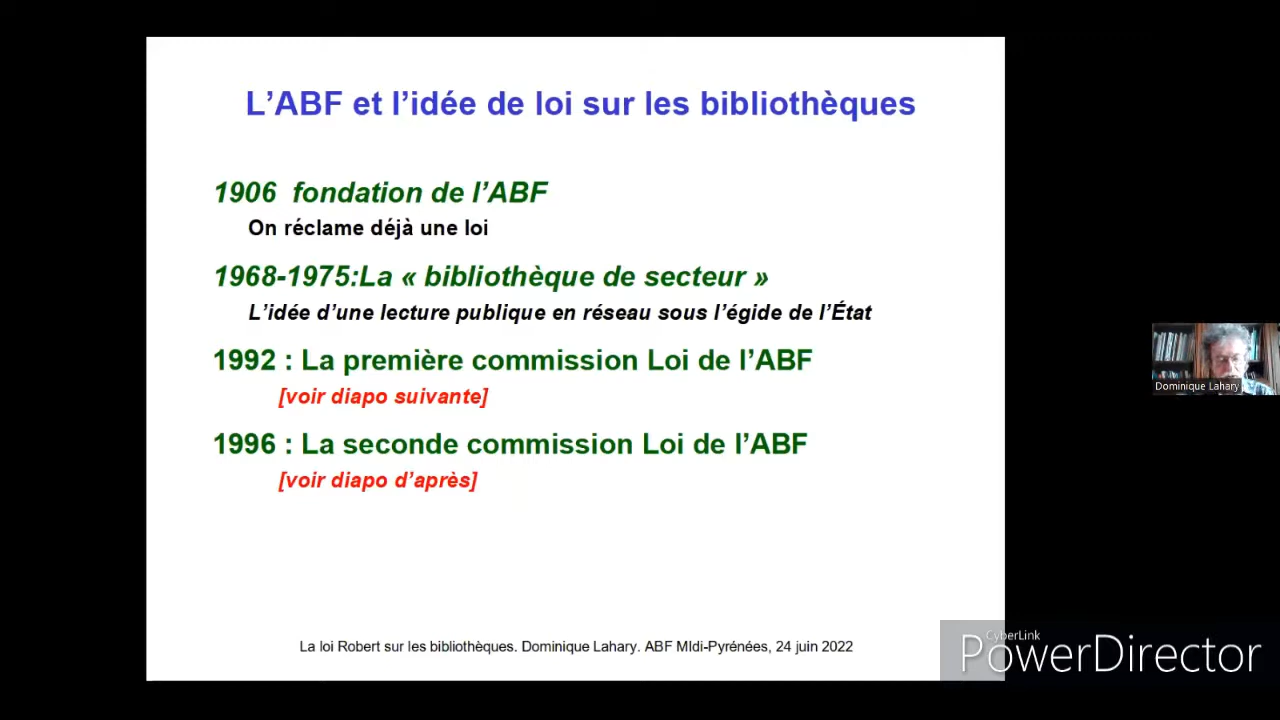 L’ABF et l’idée de loi sur les bibliothèques
1906 fondation de l’ABF
On réclame déjà une loi
1968-1975:La « bibliothèque de secteur »
L’idée d’une lecture publique en réseau sous l’égide de l’État
1992 : La première commission Loi de l’ABF
[voir diapo suivante]
1996 : La seconde commission Loi de l’ABF
[voir diapo d’après]
La loi Robert sur les bibliothèques. Dominique Lahary. ABF MIdi-Pyrénées, 24 juin 2022
Dominique Lahary
CyberLink
PowerDirector